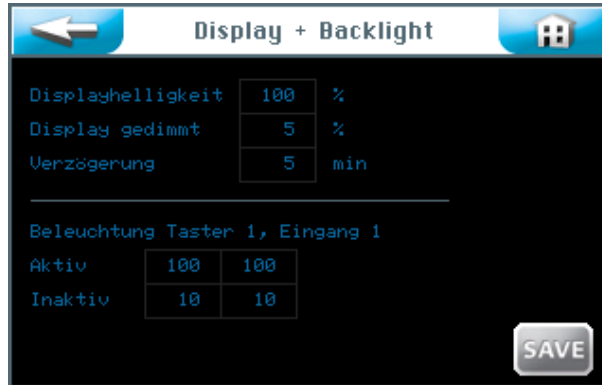 Display + Backlight
Displayhelligkeit 100 %
Display gedimmt 5 %
Verzögerung 5 min
Beleuchtung Taster 1, Eingang 1
Aktiv 100 100
Inaktiv 10 10
SAVE